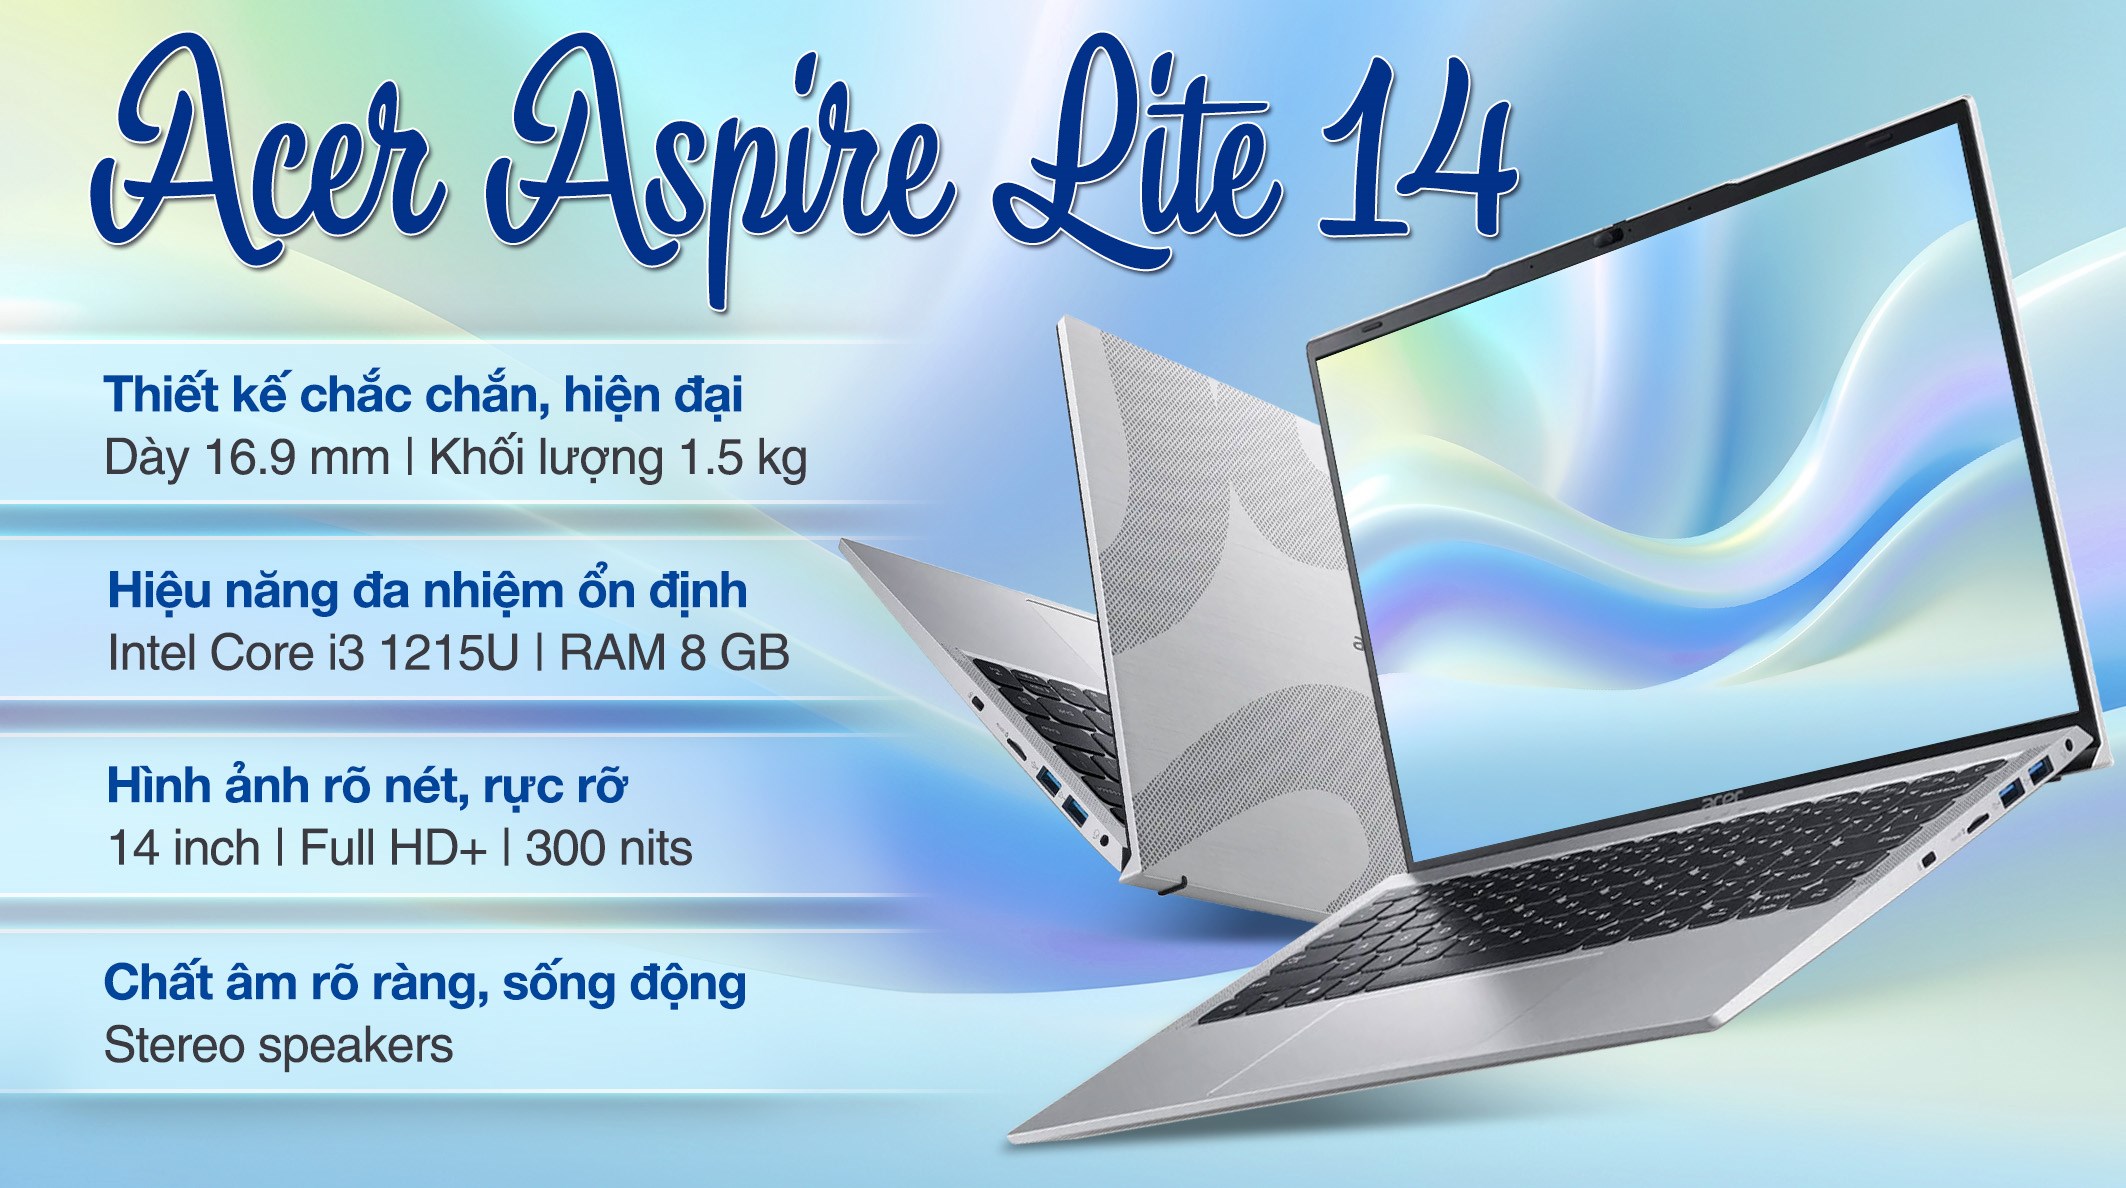 Acer Aspire Lite 14
Thiết kế chắc chắn, hiện đại
Dày 16.9 mm | Khối lượng 1.5 kg
Hiệu năng đa nhiệm ổn định
Intel Core i3 1215U | RAM 8 GB
Hình ảnh rõ nét, rực rỡ
14 inch | Full HD+ | 300 nits
Chất âm rõ ràng, sống động
Stereo speakers
acer